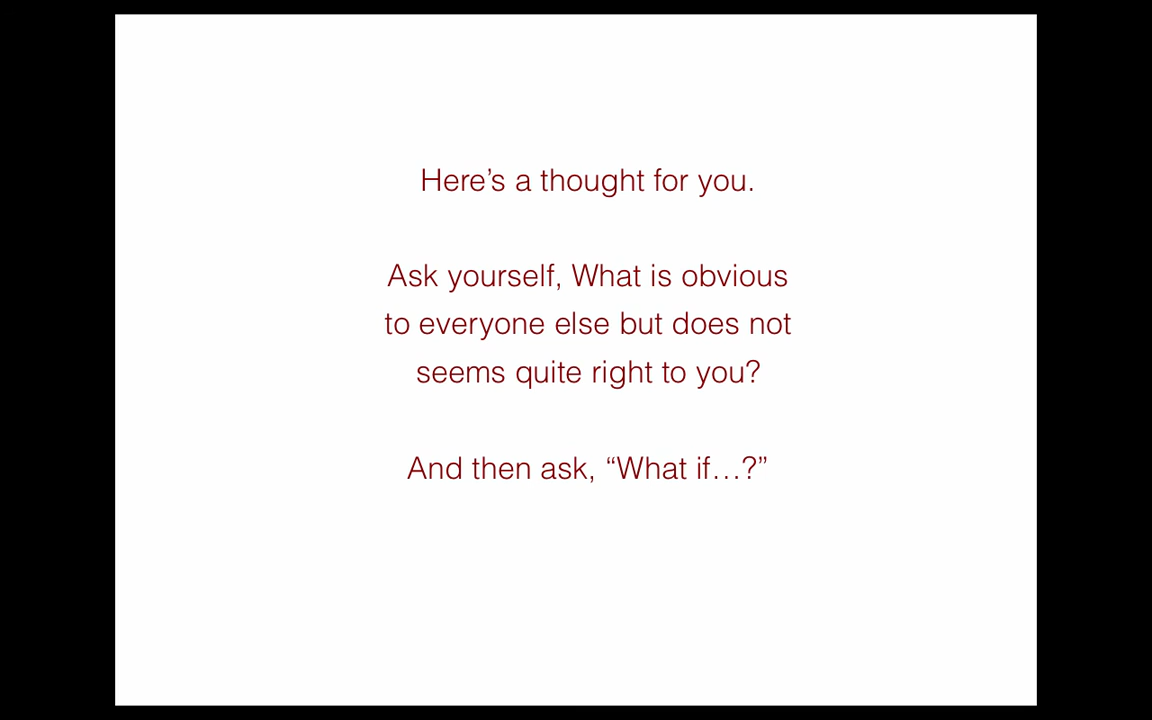 Here’s a thought for you.
Ask yourself, What is obvious
to everyone else but does not
seems quite right to you?
And then ask, “What if…?”